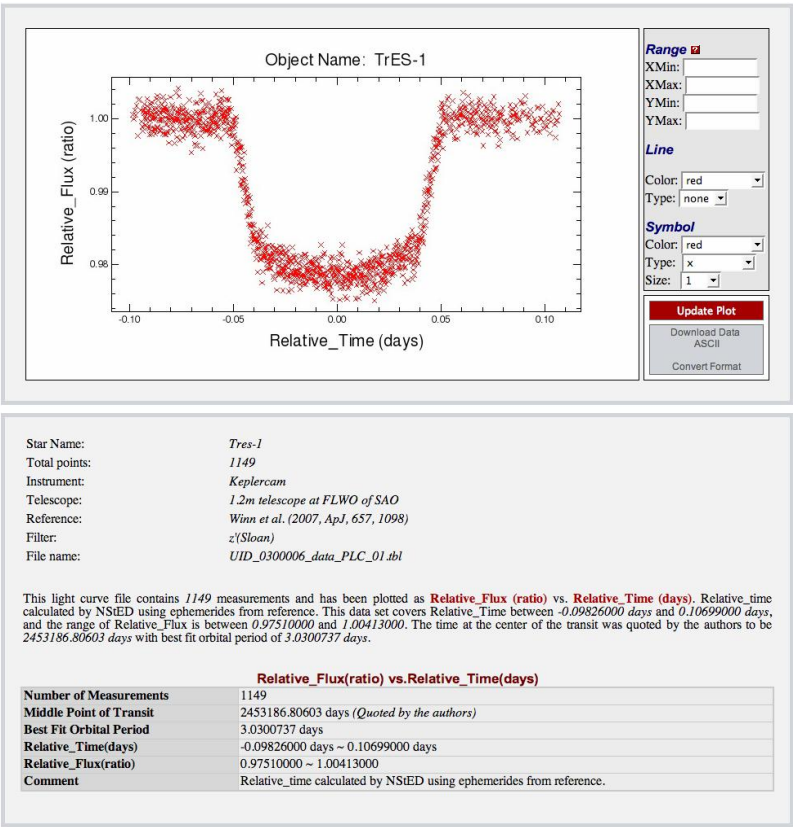 Object Name: TrES-1
Relative_Flux (ratio)
1.00
0.99
0.98
-0.10 -0.05 0.00 0.05 0.10
Relative_Time (days)
Range ?
XMin:
XMax:
YMin:
YMax:
Line
Color: red
Type: none
Symbol
Color: red
Type: x
Size: 1
Update Plot
Download Data
ASCII
Convert Format
Star Name: Tres-1
Total points: 1149
Instrument: Keplercam
Telescope: 1.2m telescope at FLWO of SAO
Reference: Winn et al. (2007, ApJ, 657, 1098)
Filter: z'(Sloan)
File name: UID_0300006_data_PLC_01.tbl
This light curve file contains 1149 measurements and has been plotted as Relative_Flux (ratio) vs. Relative_Time (days). Relative_time
calculated by NStED using ephemerides from reference. This data set covers Relative_Time between -0.09826000 days and 0.10699000 days,
and the range of Relative_Flux is between 0.97510000 and 1.00413000. The time at the center of the transit was quoted by the authors to be
2453186.80603 days with best fit orbital period of 3.0300737 days.
Relative_Flux(ratio) vs.Relative_Time(days)
Number of Measurements 1149
Middle Point of Transit 2453186.80603 days (Quoted by the authors)
Best Fit Orbital Period 3.0300737 days
Relative_Time(days) -0.09826000 days ~ 0.10699000 days
Relative_Flux(ratio) 0.97510000 ~ 1.00413000
Comment Relative_time calculated by NStED using ephemerides from reference.